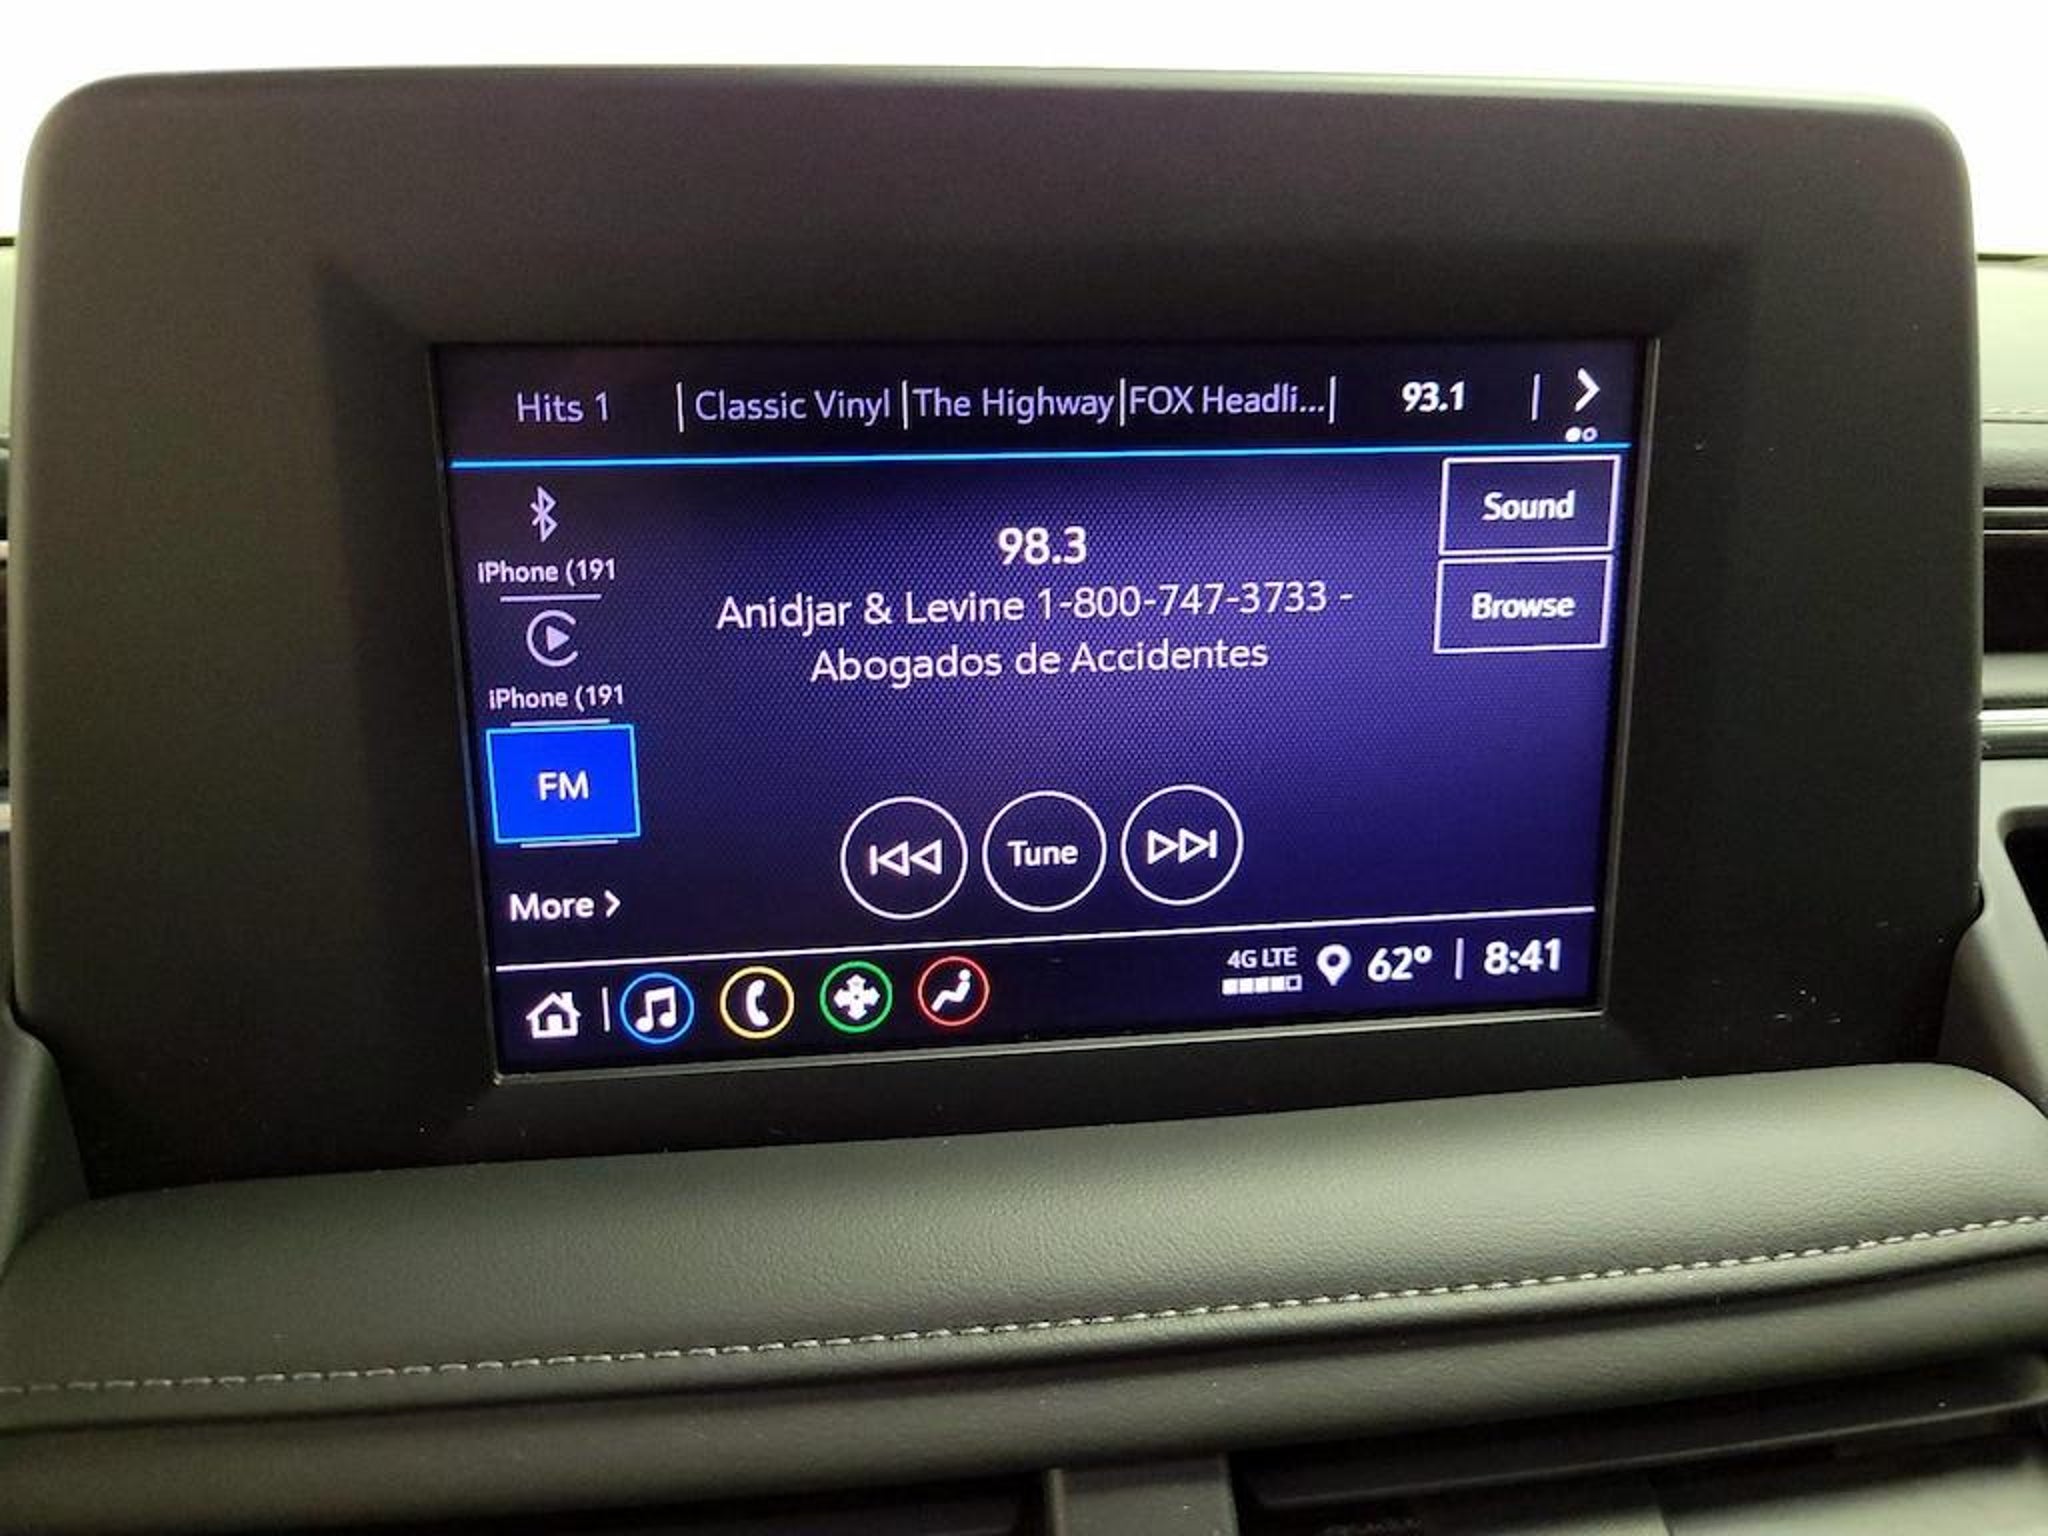 Hits 1 | Classic Vinyl | The Highway | FOX Headli... | 93.1
Sound
Browse
iPhone (191
iPhone (191
FM
More
98.3
Anidjar & Levine 1-800-747-3733 -
Abogados de Accidentes
Tune
4G LTE 62° | 8:41